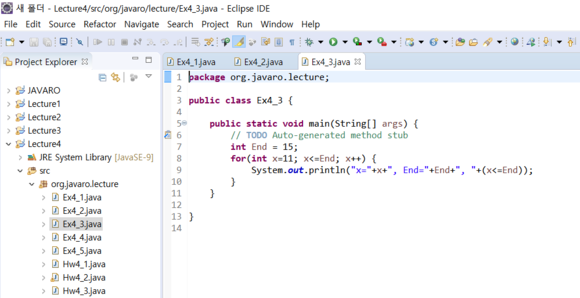 새 폴더 - Lecture4/src/org/javaro/lecture/Ex4_3.java - Eclipse IDE
File Edit Source Refactor Navigate Search Project Run Window Help
Project Explorer
JAVARO
Lecture1
Lecture2
Lecture3
Lecture4
JRE System Library [JavaSE-9]
src
org.javaro.lecture
Ex4_1.java
Ex4_2.java
Ex4_3.java
Ex4_4.java
Ex4_5.java
Hw4_1.java
Hw4_2.java
Hw4_3.java
Ex4_1.java Ex4_2.java Ex4_3.java
1 package org.javaro.lecture;
2
3 public class Ex4_3 {
4
5 public static void main(String[] args) {
6 // TODO Auto-generated method stub
7 int End = 15;
8 for(int x=11; x<=End; x++) {
9 System.out.println("x="+x+", End="+End+", "+(x<=End));
10 }
11 }
12
13 }
14